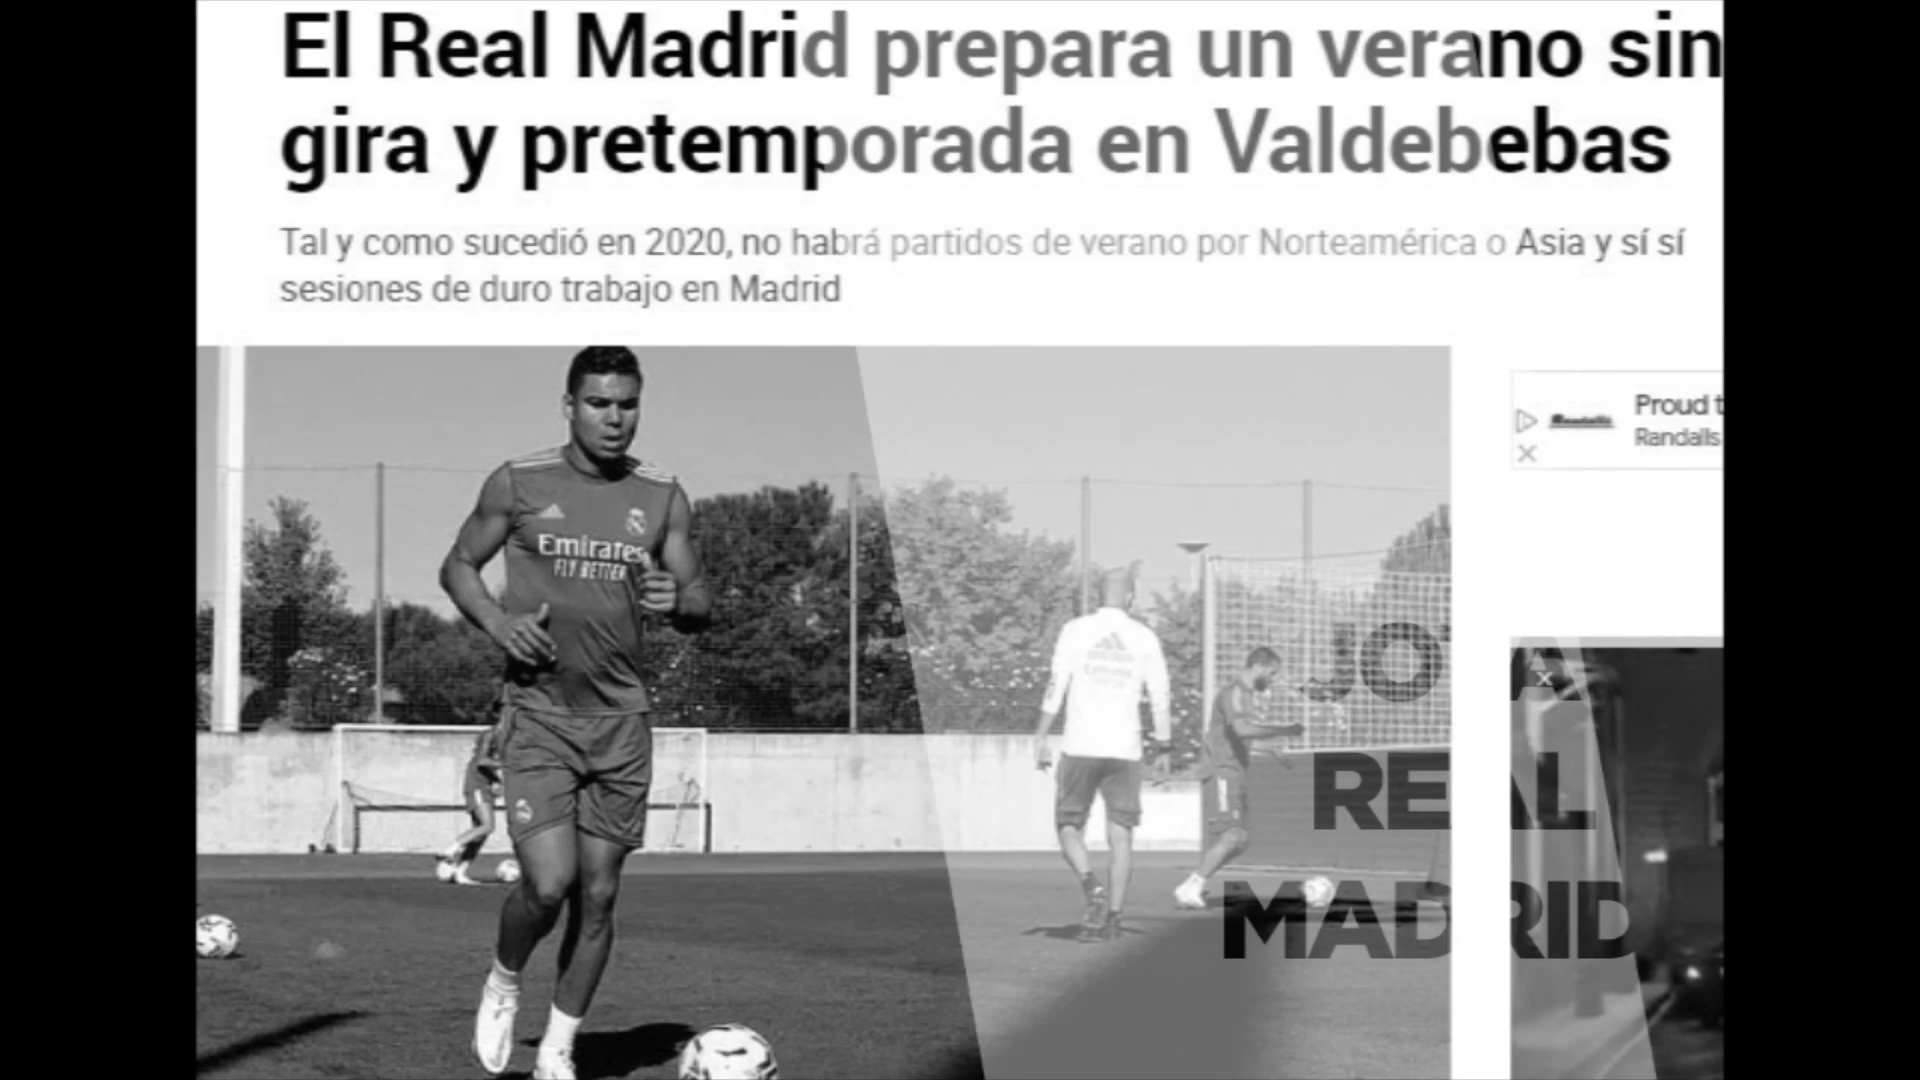 El Real Madrid prepara un verano sin
gira y pretemporada en Valdebebas
Tal y como sucedió en 2020, no habrá partidos de verano por Norteamérica o Asia y sí sí
sesiones de duro trabajo en Madrid
Proud t
Randalls
Randalls
Emirates
FLY BETTER
REAL
MADRID